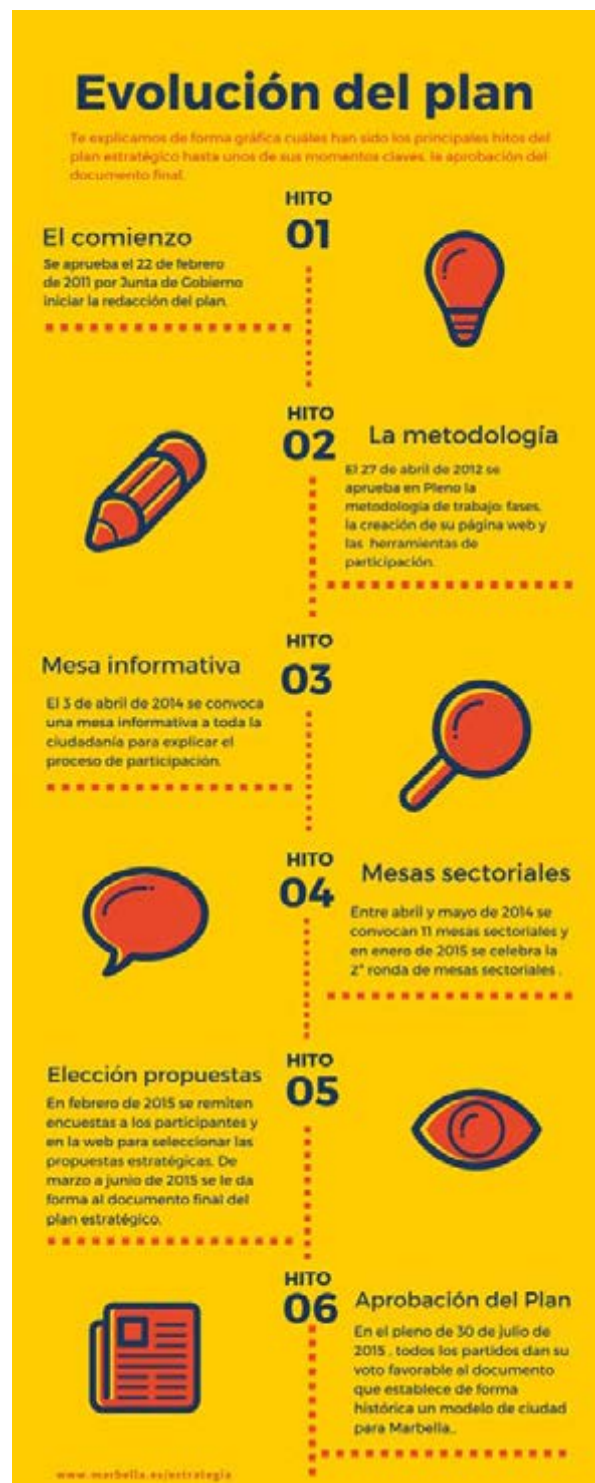 Evolución del plan
Te explicamos de forma gráfica cuáles han sido los principales hitos del
plan estratégico hasta unos de sus momentos claves, la aprobación del
documento final.
HITO
01
El comienzo
Se aprueba el 22 de febrero
de 2011 por Junta de Gobierno
iniciar la redacción del plan.
HITO
02
La metodología
El 27 de abril de 2012 se
aprueba en Pleno la
metodología de trabajo: fases,
la creación de su página web y
las herramientas de
participación.
HITO
03
Mesa informativa
El 3 de abril de 2014 se convoca
una mesa informativa a toda la
ciudadanía para explicar el
proceso de participación.
HITO
04
Mesas sectoriales
Entre abril y mayo de 2014 se
convocan 11 mesas sectoriales y
en enero de 2015 se celebra la
2ª ronda de mesas sectoriales .
HITO
05
Elección propuestas
En febrero de 2015 se remiten
encuestas a los participantes y
en la web para seleccionar las
propuestas estratégicas. De
marzo a junio de 2015 se le da
forma al documento final del
plan estratégico.
HITO
06
Aprobación del Plan
En el pleno de 30 de julio de
2015 , todos los partidos dan su
voto favorable al documento
que establece de forma
histórica un modelo de ciudad
para Marbella..
www.marbella.es/estrategia